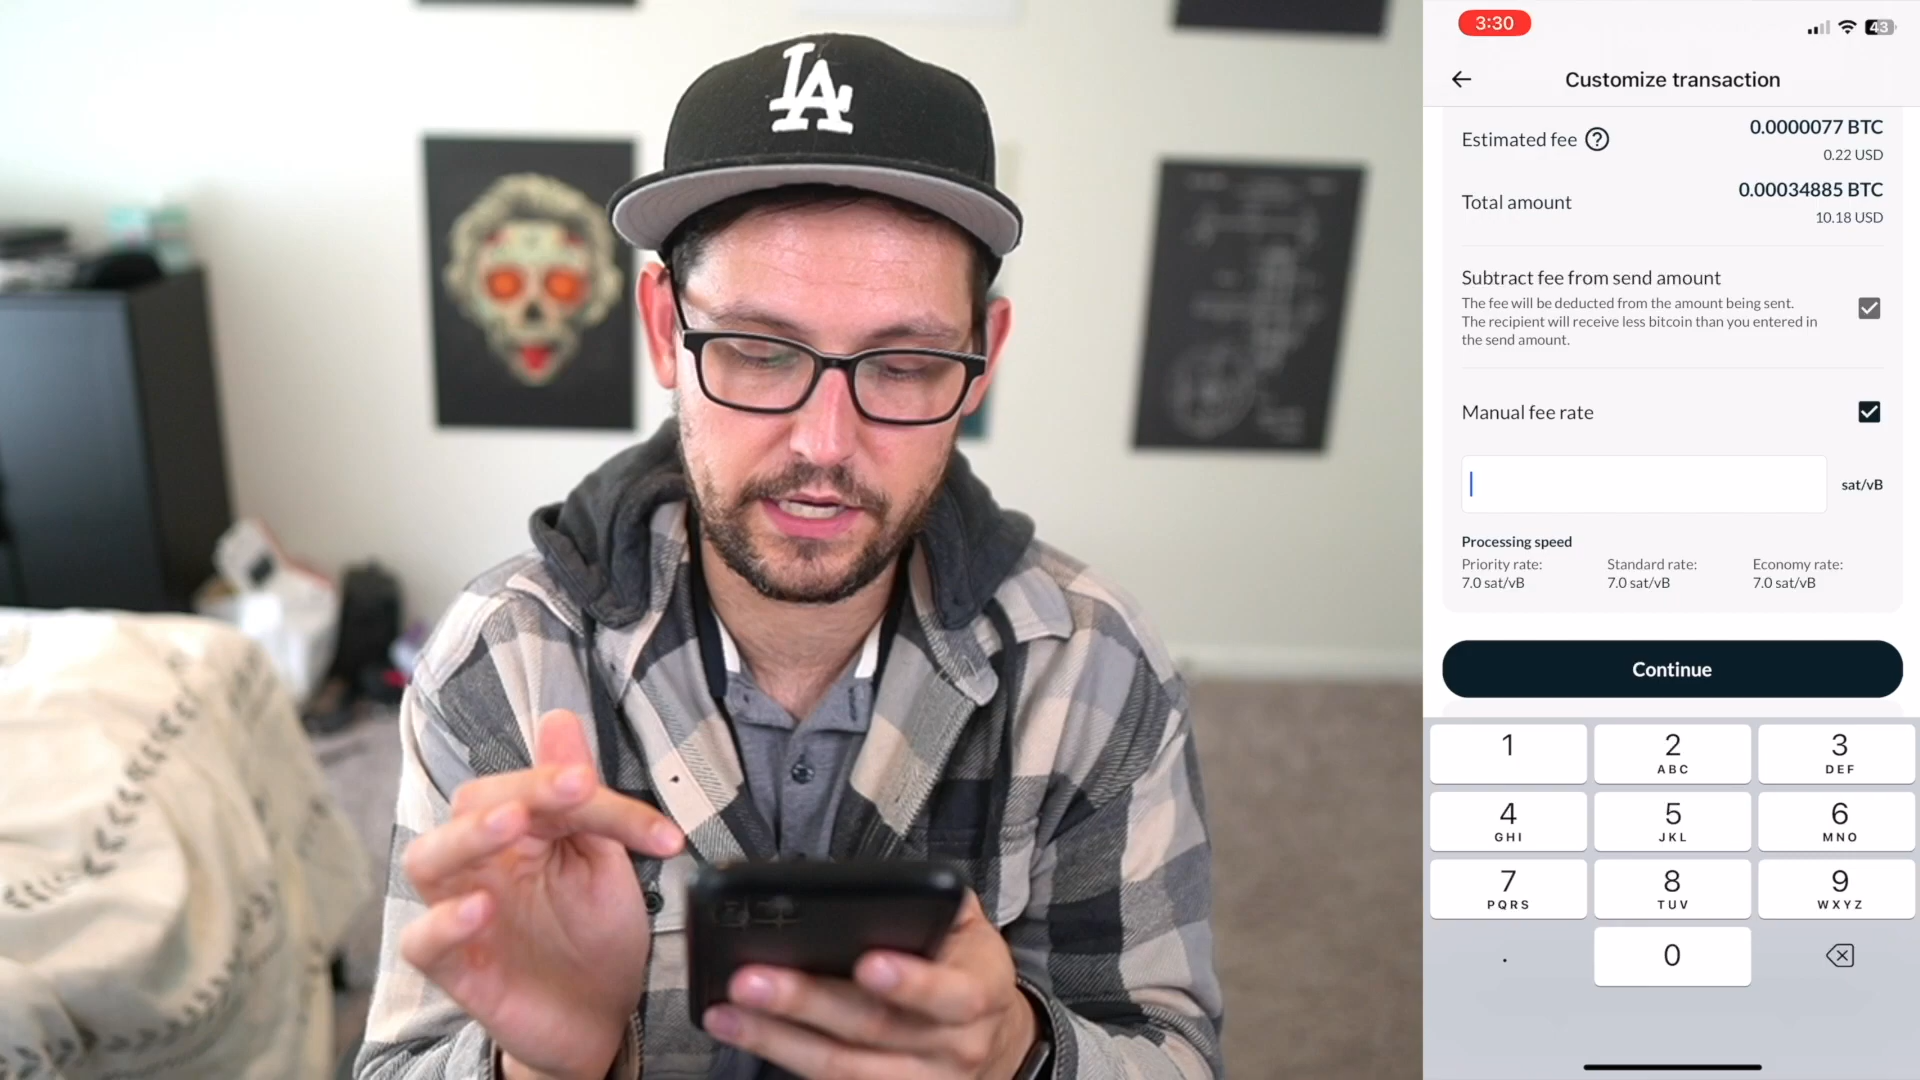 LA
3:30
43
Customize transaction
Estimated fee ?
0.0000077 BTC
0.22 USD
Total amount
0.00034885 BTC
10.18 USD
Subtract fee from send amount
The fee will be deducted from the amount being sent.
The recipient will receive less bitcoin than you entered in
the send amount.
Manual fee rate
sat/vB
Processing speed
Priority rate: Standard rate: Economy rate:
7.0 sat/vB 7.0 sat/vB 7.0 sat/vB
Continue
1 2 3
ABC DEF
4 5 6
GHI JKL MNO
7 8 9
PQRS TUV WXYZ
. 0